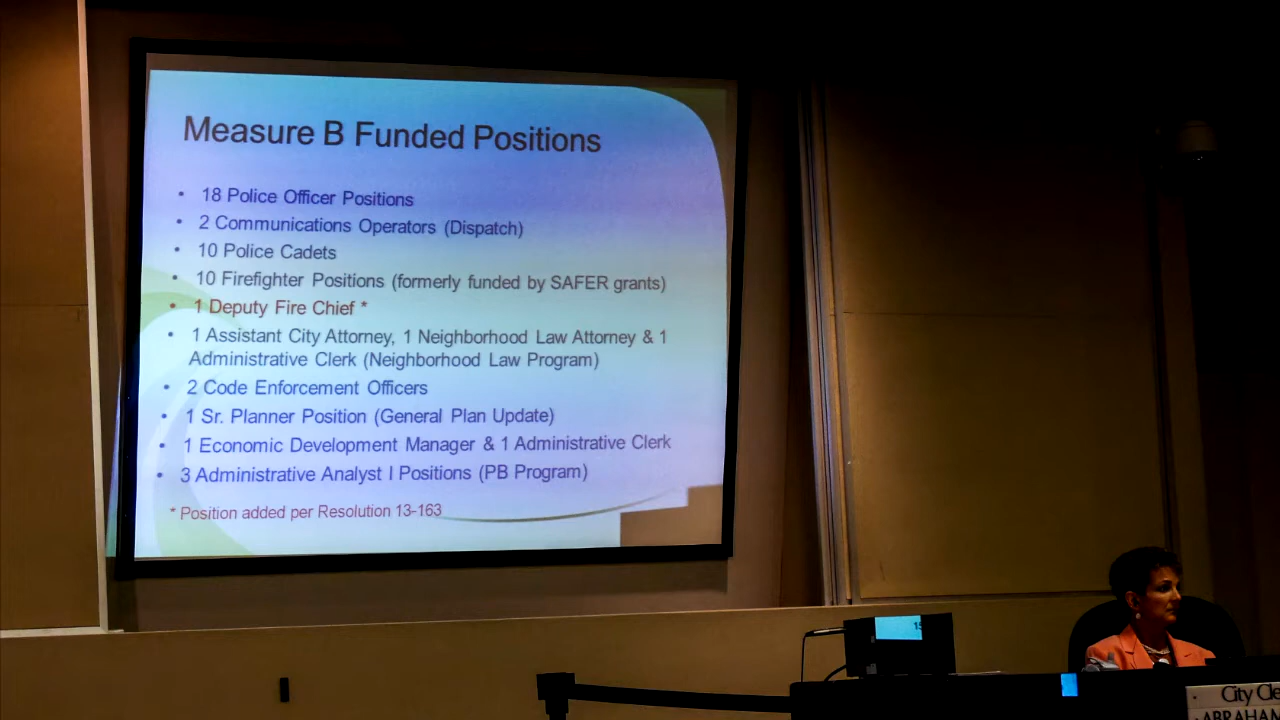 Measure B Funded Positions
• 18 Police Officer Positions
• 2 Communications Operators (Dispatch)
• 10 Police Cadets
• 10 Firefighter Positions (formerly funded by SAFER grants)
• 1 Deputy Fire Chief *
• 1 Assistant City Attorney, 1 Neighborhood Law Attorney & 1
Administrative Clerk (Neighborhood Law Program)
• 2 Code Enforcement Officers
• 1 Sr. Planner Position (General Plan Update)
• 1 Economic Development Manager & 1 Administrative Clerk
• 3 Administrative Analyst I Positions (PB Program)
* Position added per Resolution 13-163
City Cle
ABRAHAM